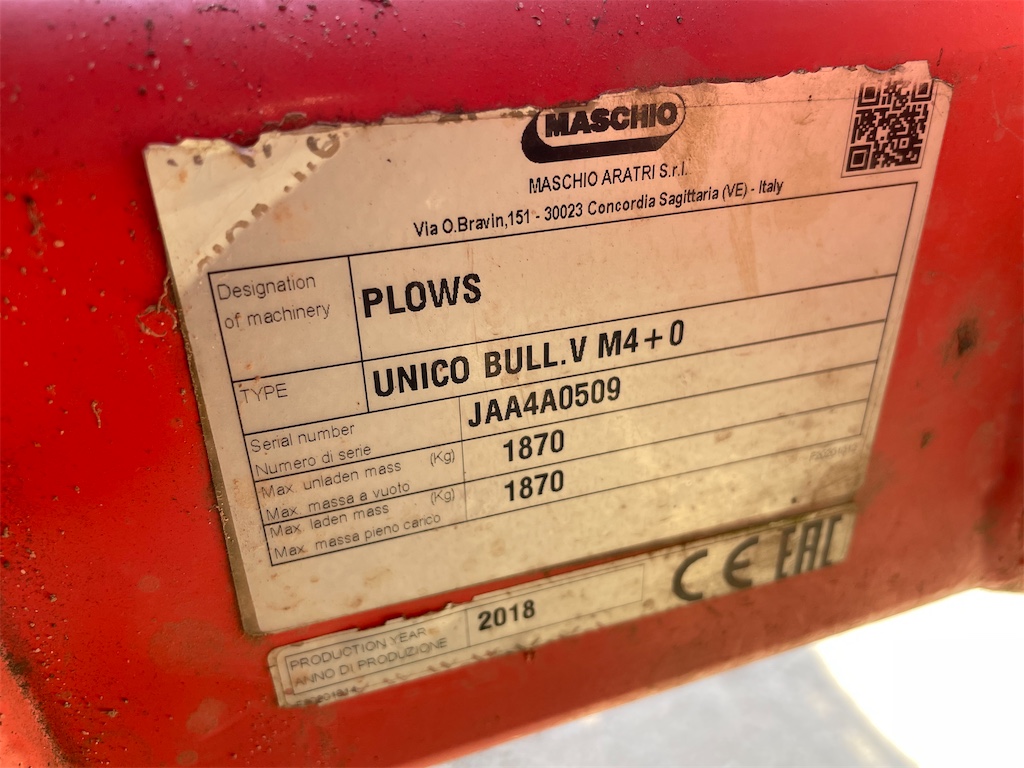 MASCHIO
MASCHIO ARATRI S.r.l.
Via O.Bravin,151 - 30023 Concordia Sagittaria (VE) - Italy
Designation of machinery PLOWS
TYPE UNICO BULL.V M4+0
Serial number
Numero di serie JAA4A0509
Max. unladen mass (Kg)
Max. massa a vuoto 1870
Max. laden mass (Kg)
Max. massa pieno carico 1870
CE EAC
PRODUCTION YEAR
ANNO DI PRODUZIONE 2018